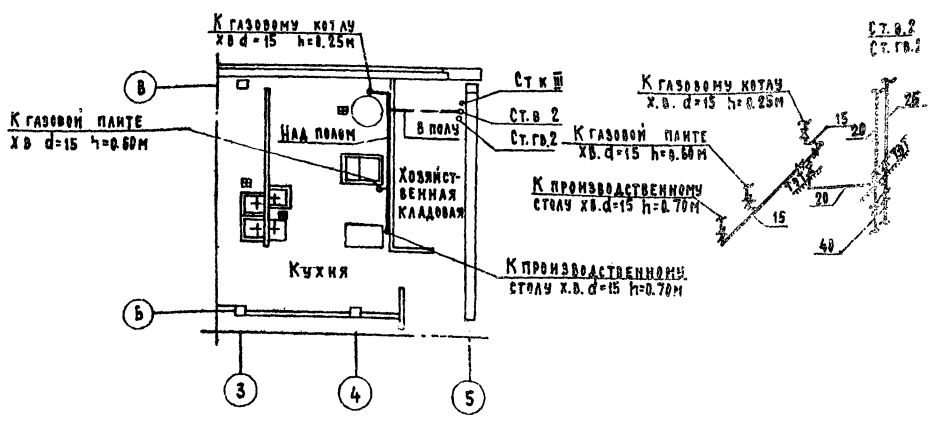 К газовому котлу
Х.В. d=15 h=0.25м
В
К газовой плите
Х.В. d=15 h=0.60м
Над полом
В полу
Ст К III
Ст.в 2
Ст.гв.2
Хозяйст-
венная
кладовая
Кухня
К производственному
столу х.в. d=15 h=0.70м
Б
3
4
5
Ст.в.2
Ст.гв.2
К газовому котлу
Х.В. d=15 h=0.25м
К газовой плите
Хв. d=15 h=0.60м
К производственному
столу хв. d=15 h=0.70м
15
20
25
15
20
40